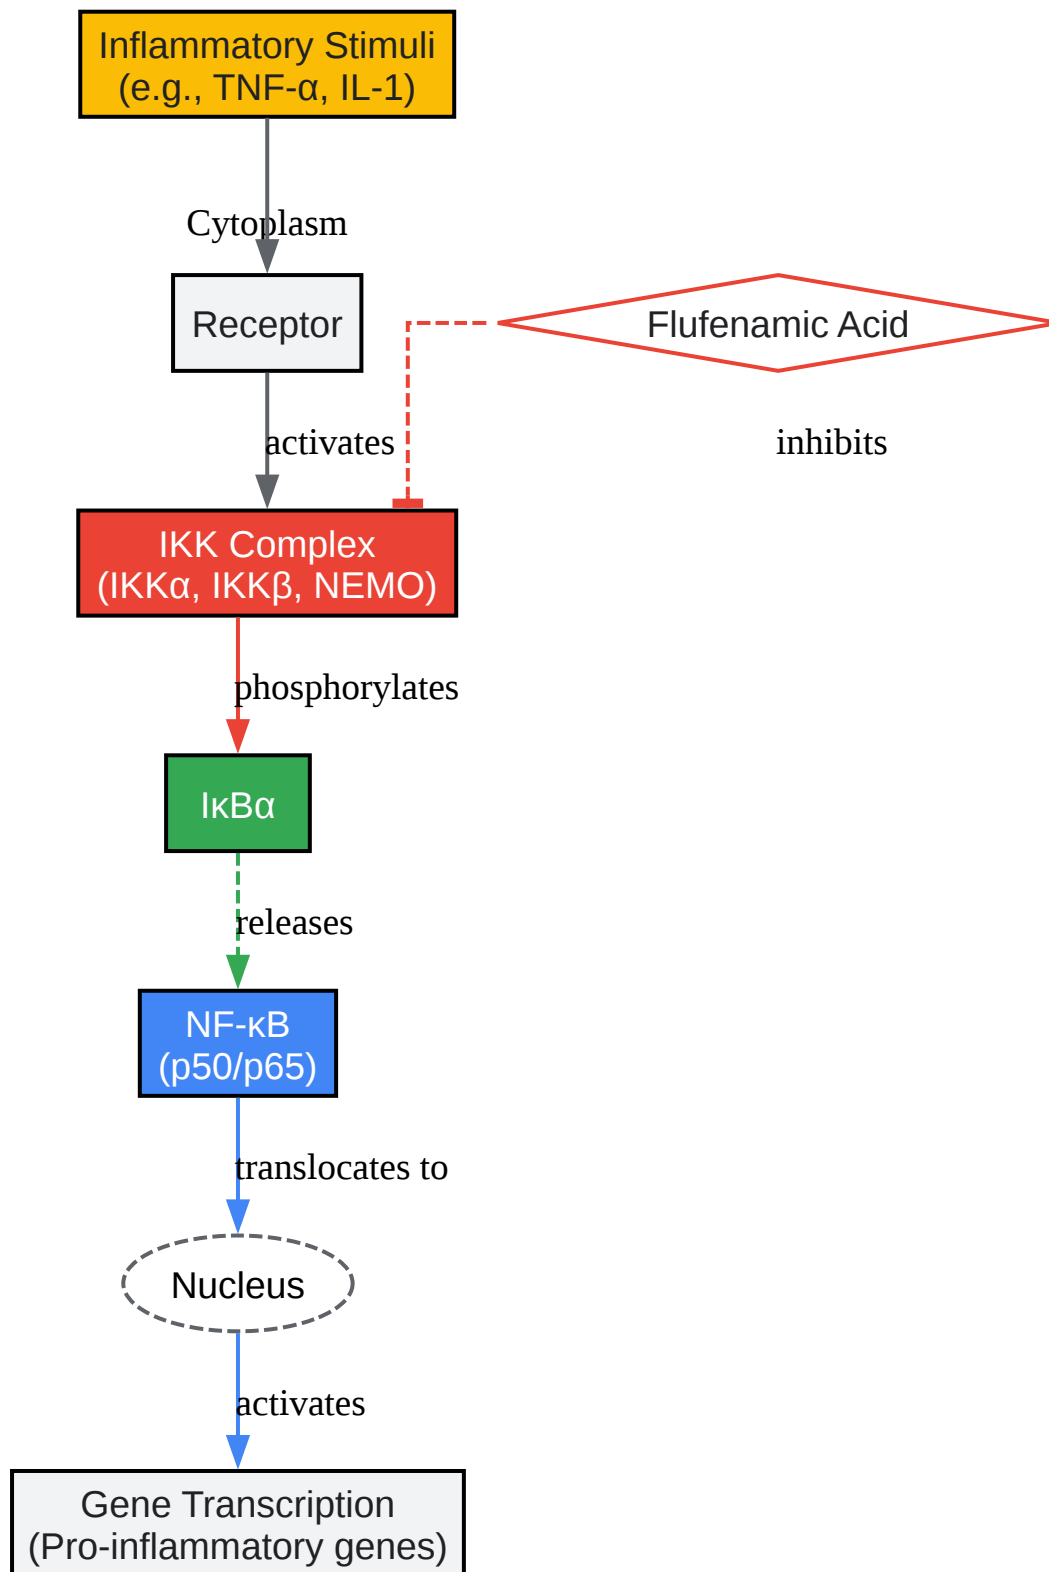 Inflammatory Stimuli
(e.g., TNF-α, IL-1)
Cytoplasm
Receptor
Flufenamic Acid
activates
inhibits
IKK Complex
(IKKα, IKKβ, NEMO)
phosphorylates
IκBα
releases
NF-κB
(p50/p65)
translocates to
Nucleus
activates
Gene Transcription
(Pro-inflammatory genes)